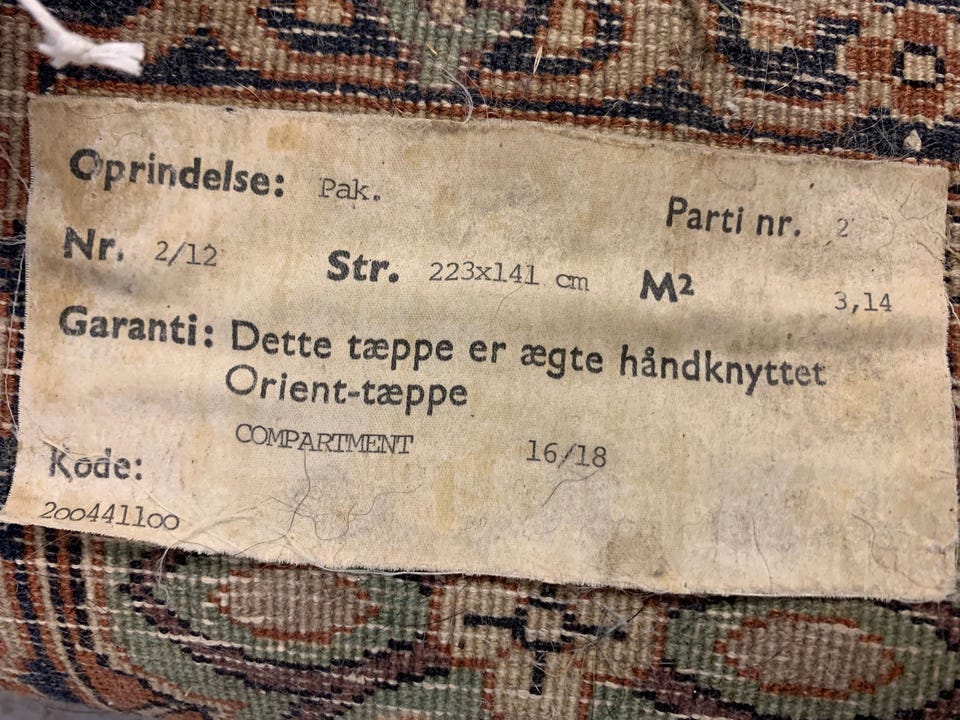 Oprindelse: Pak. Parti nr. 2
Nr. 2/12 Str. 223x141 cm M² 3,14
Garanti: Dette tæppe er ægte håndknyttet
Orient-tæppe
COMPARTMENT 16/18
Kode:
200441100